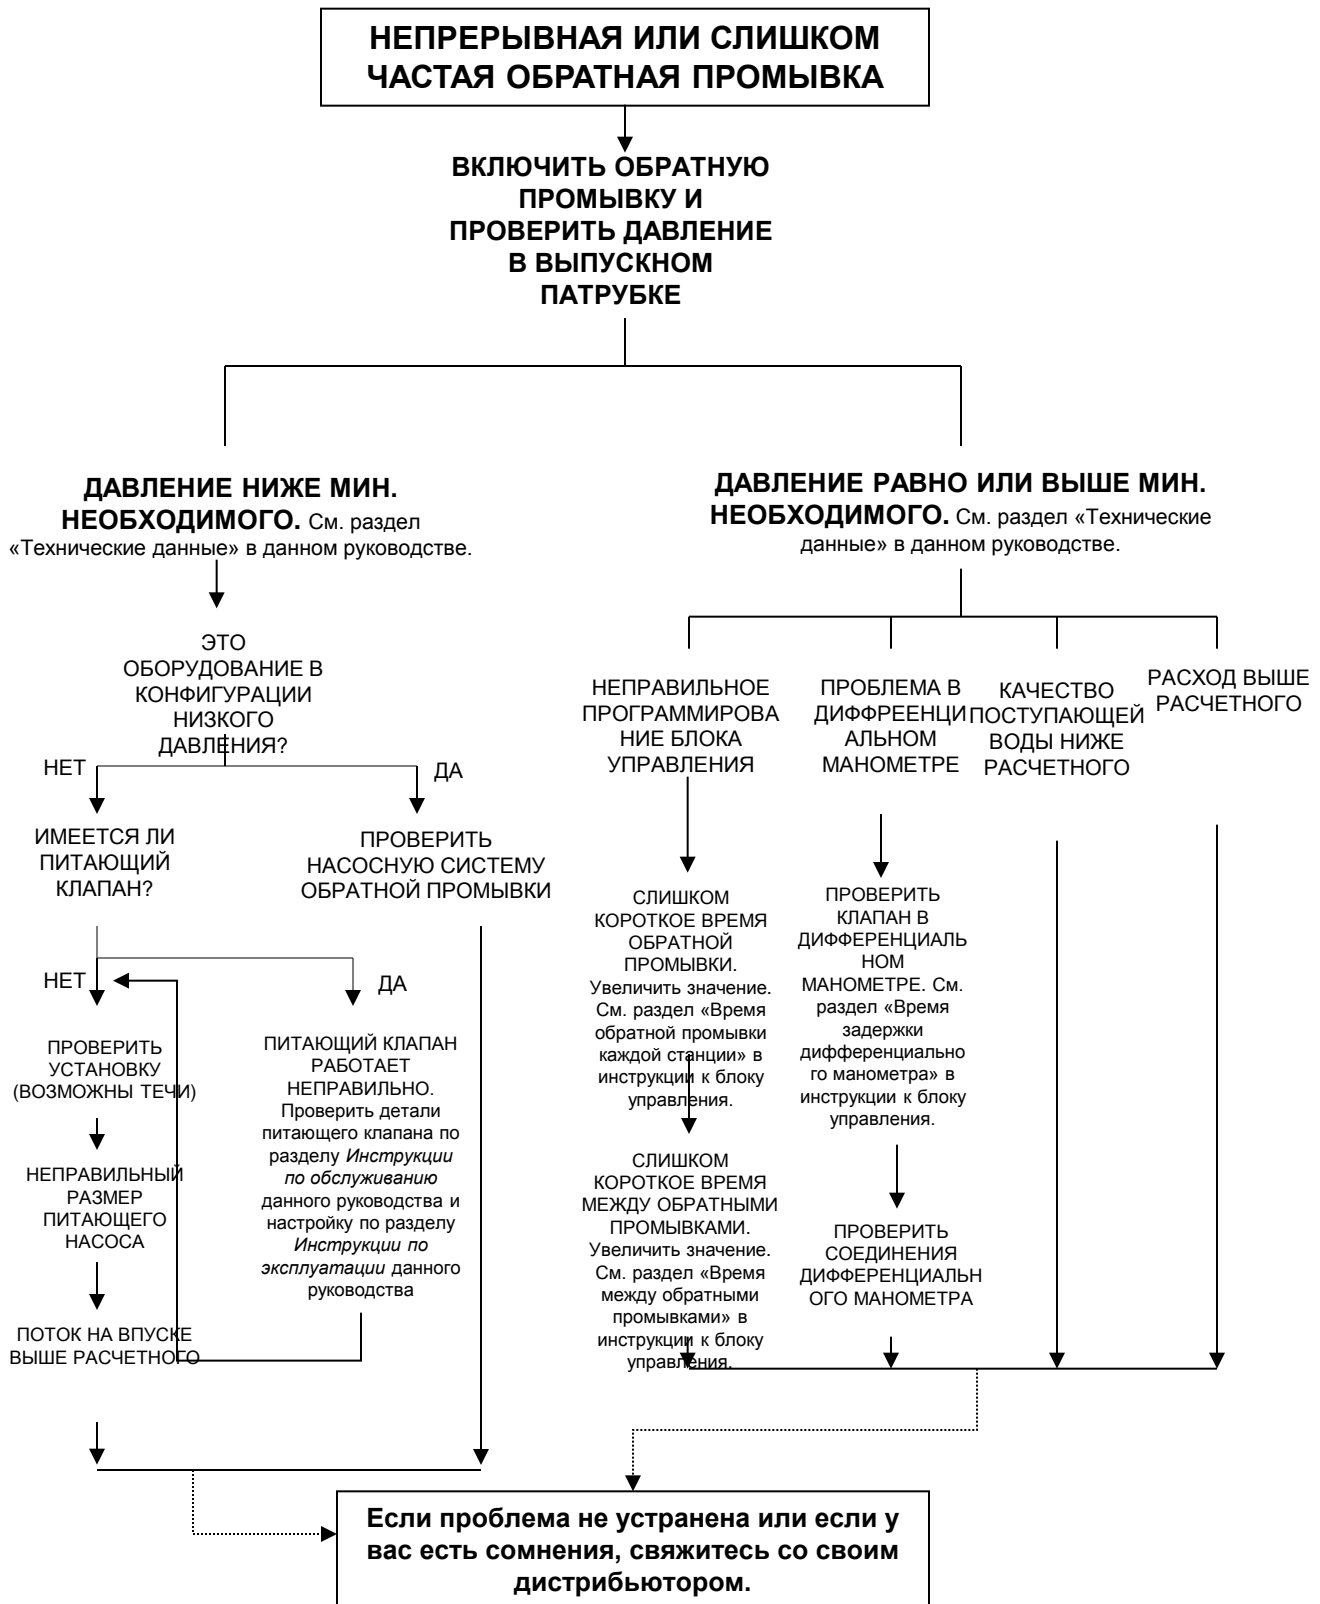 НЕПРЕРЫВНАЯ ИЛИ СЛИШКОМ
ЧАСТАЯ ОБРАТНАЯ ПРОМЫВКА
ВКЛЮЧИТЬ ОБРАТНУЮ
ПРОМЫВКУ И
ПРОВЕРИТЬ ДАВЛЕНИЕ
В ВЫПУСКНОМ
ПАТРУБКЕ
ДАВЛЕНИЕ НИЖЕ МИН.
НЕОБХОДИМОГО. См. раздел
«Технические данные» в данном руководстве.
ЭТО
ОБОРУДОВАНИЕ В
КОНФИГУРАЦИИ
НИЗКОГО
ДАВЛЕНИЯ?
НЕТ
ДА
ИМЕЕТСЯ ЛИ
ПИТАЮЩИЙ
КЛАПАН?
ПРОВЕРИТЬ
НАСОСНУЮ СИСТЕМУ
ОБРАТНОЙ ПРОМЫВКИ
НЕТ
ДА
ПРОВЕРИТЬ
УСТАНОВКУ
(ВОЗМОЖНЫ ТЕЧИ)
НЕПРАВИЛЬНЫЙ
РАЗМЕР
ПИТАЮЩЕГО
НАСОСА
ПОТОК НА ВПУСКЕ
ВЫШЕ РАСЧЕТНОГО
ПИТАЮЩИЙ КЛАПАН
РАБОТАЕТ
НЕПРАВИЛЬНО.
Проверить детали
питающего клапана по
разделу Инструкции
по обслуживанию
данного руководства и
настройку по разделу
Инструкции по
эксплуатации данного
руководства
ДАВЛЕНИЕ РАВНО ИЛИ ВЫШЕ МИН.
НЕОБХОДИМОГО. См. раздел «Технические
данные» в данном руководстве.
НЕПРАВИЛЬНОЕ
ПРОГРАММИРОВА
НИЕ БЛОКА
УПРАВЛЕНИЯ
СЛИШКОМ
КОРОТКОЕ ВРЕМЯ
ОБРАТНОЙ
ПРОМЫВКИ.
Увеличить значение.
См. раздел «Время
обратной промывки
каждой станции» в
инструкции к блоку
управления.
СЛИШКОМ
КОРОТКОЕ ВРЕМЯ
МЕЖДУ ОБРАТНЫМИ
ПРОМЫВКАМИ.
Увеличить значение.
См. раздел «Время
между обратными
промывками» в
инструкции к блоку
управления.
ПРОБЛЕМА В
ДИФФРЕЕНЦИ
АЛЬНОМ
МАНОМЕТРЕ
ПРОВЕРИТЬ
КЛАПАН В
ДИФФЕРЕНЦИАЛЬ
НОМ
МАНОМЕТРЕ. См.
раздел «Время
задержки
дифференциально
го манометра» в
инструкции к блоку
управления.
ПРОВЕРИТЬ
СОЕДИНЕНИЯ
ДИФФЕРЕНЦИАЛЬН
ОГО МАНОМЕТРА
КАЧЕСТВО
ПОСТУПАЮЩЕЙ
ВОДЫ НИЖЕ
РАСЧЕТНОГО
РАСХОД ВЫШЕ
РАСЧЕТНОГО
Если проблема не устранена или если у
вас есть сомнения, свяжитесь со своим
дистрибьютором.